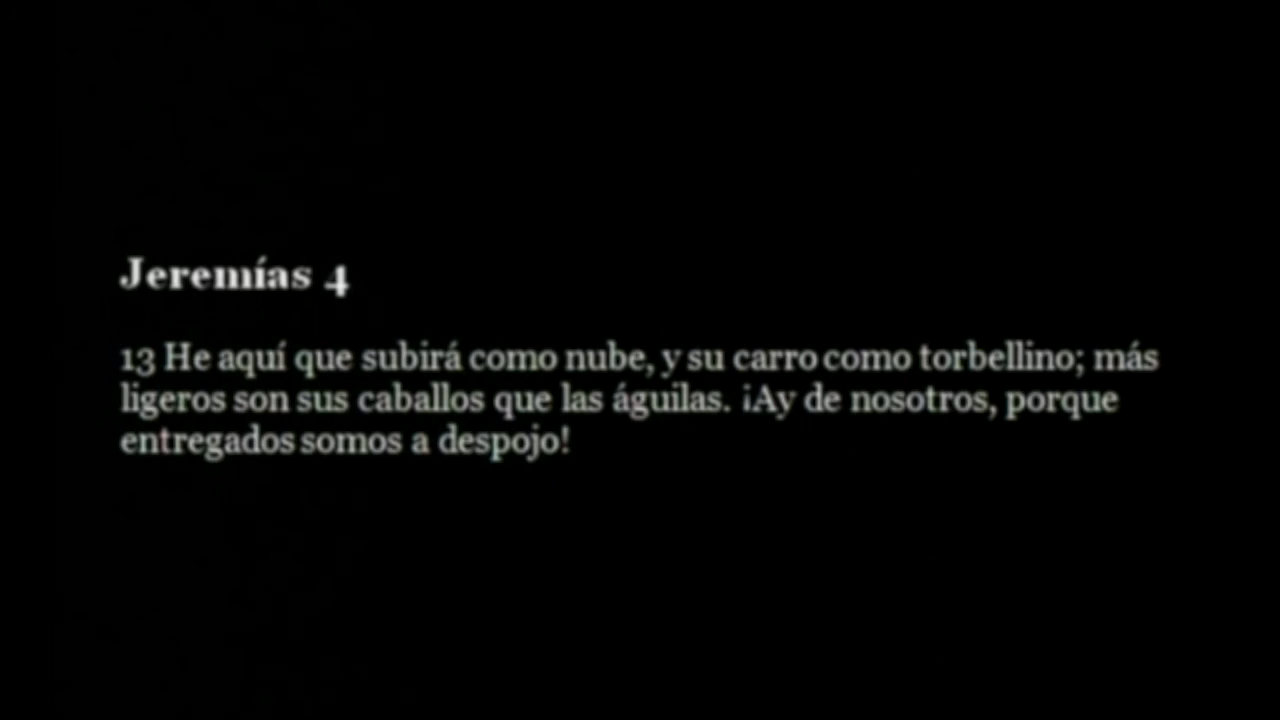 Jeremías 4
13 He aquí que subirá como nube, y su carro como torbellino; más
ligeros son sus caballos que las águilas. ¡Ay de nosotros, porque
entregados somos a despojo!